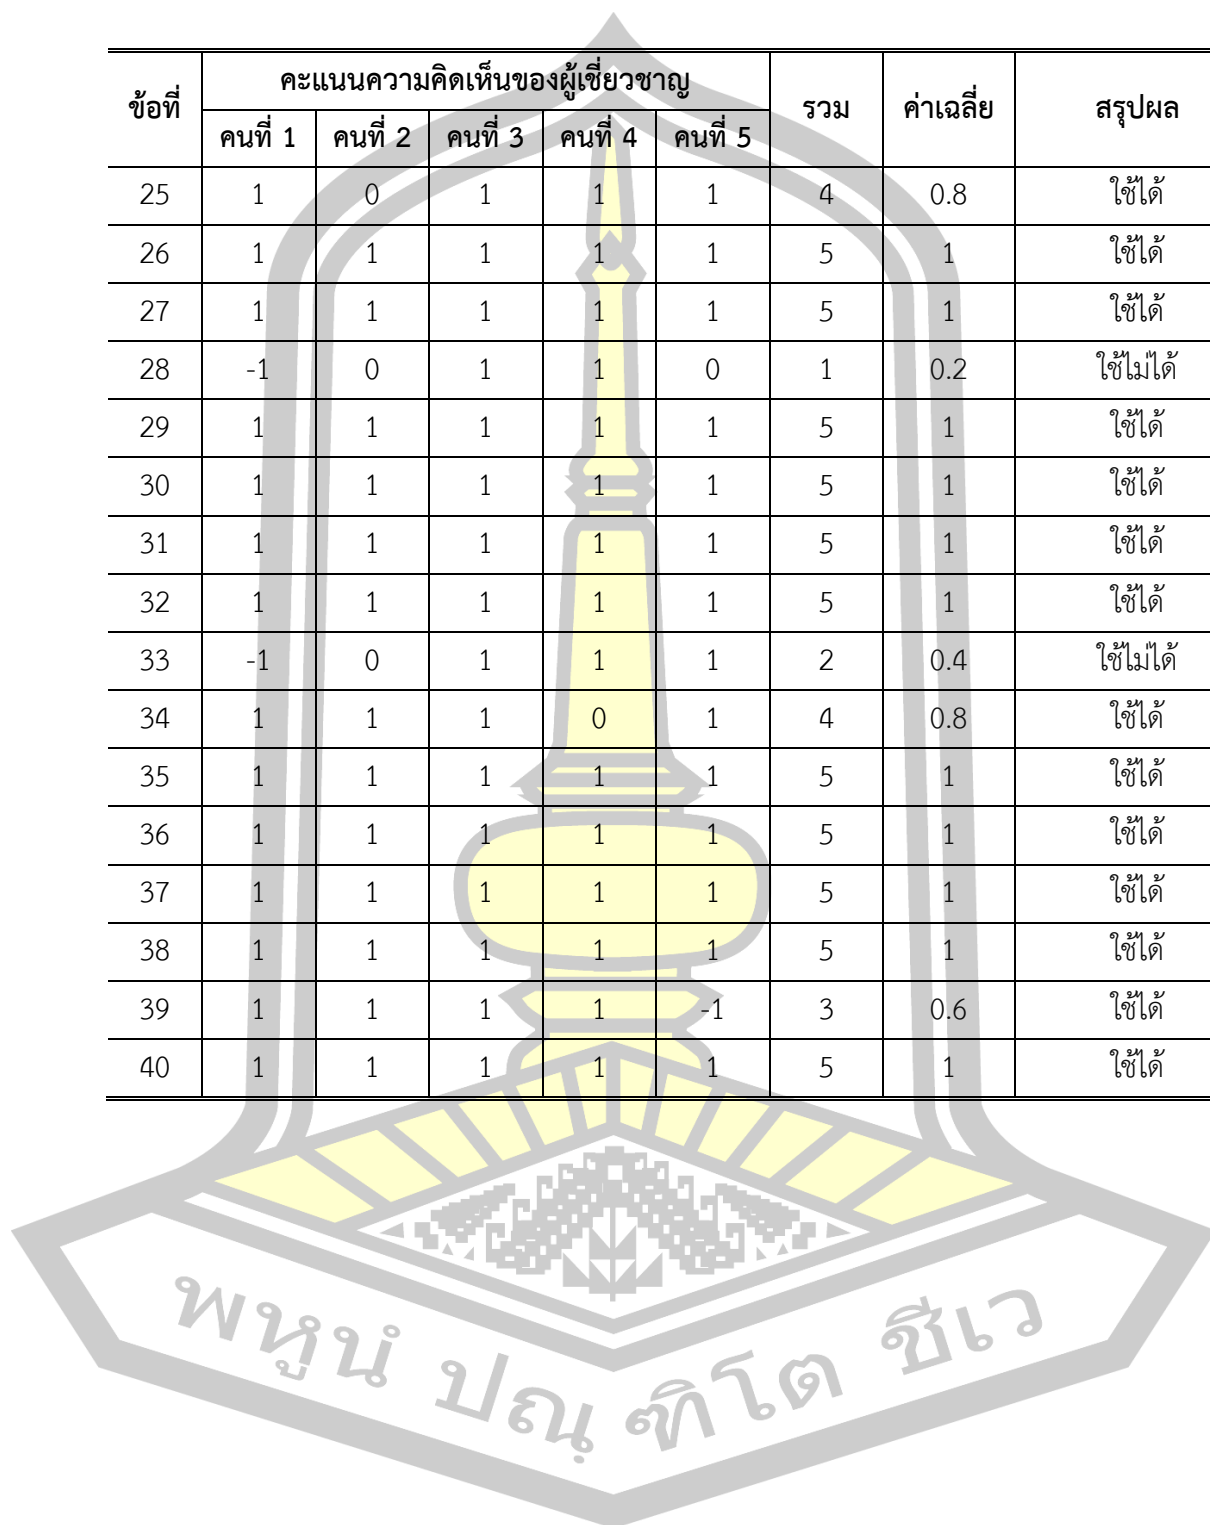 ข้อที่ คะแนนความคิดเห็นของผู้เชี่ยวชาญ รวม ค่าเฉลี่ย สรุปผล
คนที่ 1 คนที่ 2 คนที่ 3 คนที่ 4 คนที่ 5
25 1 0 1 1 1 4 0.8 ใช้ได้
26 1 1 1 1 1 5 1 ใช้ได้
27 1 1 1 1 1 5 1 ใช้ได้
28 -1 0 1 1 0 1 0.2 ใช้ไม่ได้
29 1 1 1 1 1 5 1 ใช้ได้
30 1 1 1 1 1 5 1 ใช้ได้
31 1 1 1 1 1 5 1 ใช้ได้
32 1 1 1 1 1 5 1 ใช้ได้
33 -1 0 1 1 1 2 0.4 ใช้ไม่ได้
34 1 1 1 0 1 4 0.8 ใช้ได้
35 1 1 1 1 1 5 1 ใช้ได้
36 1 1 1 1 1 5 1 ใช้ได้
37 1 1 1 1 1 5 1 ใช้ได้
38 1 1 1 1 1 5 1 ใช้ได้
39 1 1 1 1 -1 3 0.6 ใช้ได้
40 1 1 1 1 1 5 1 ใช้ได้
พหูนํ ปณฺฑิโต ชีเว